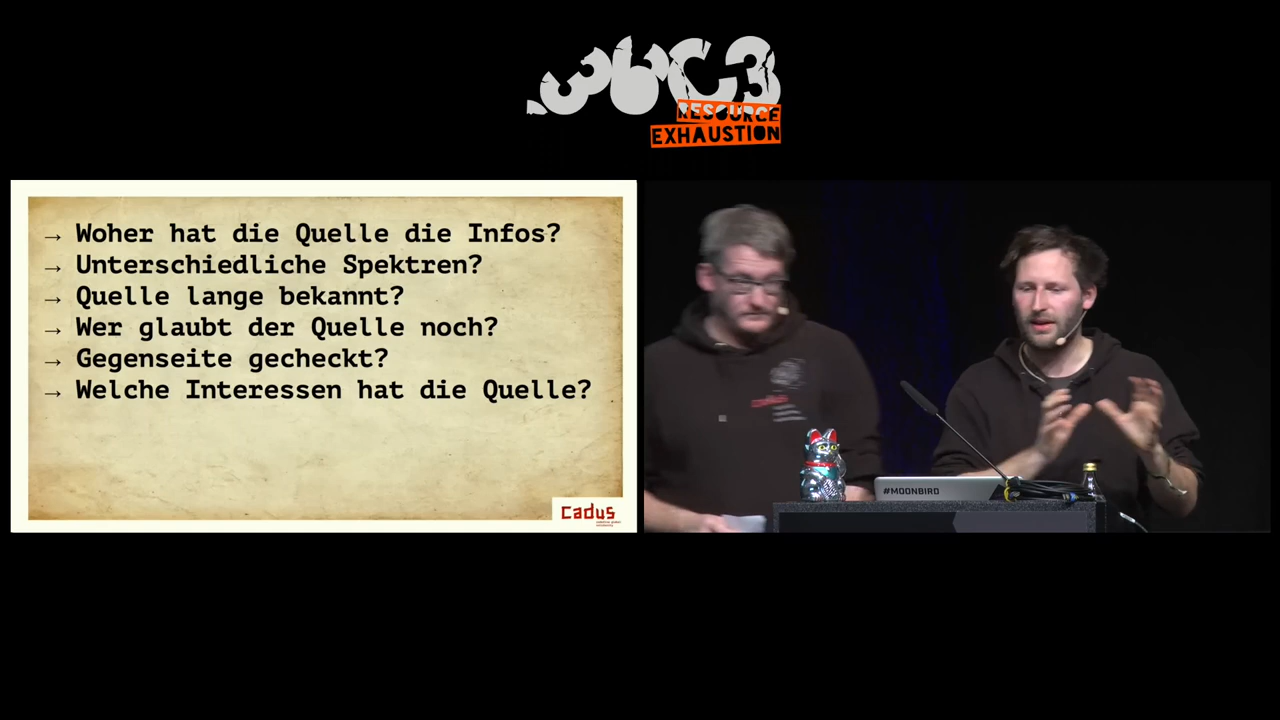 36C3
RESOURCE
EXHAUSTION
→ Woher hat die Quelle die Infos?
→ Unterschiedliche Spektren?
→ Quelle lange bekannt?
→ Wer glaubt der Quelle noch?
→ Gegenseite gecheckt?
→ Welche Interessen hat die Quelle?
cadus
cadus
#MOONBIRD